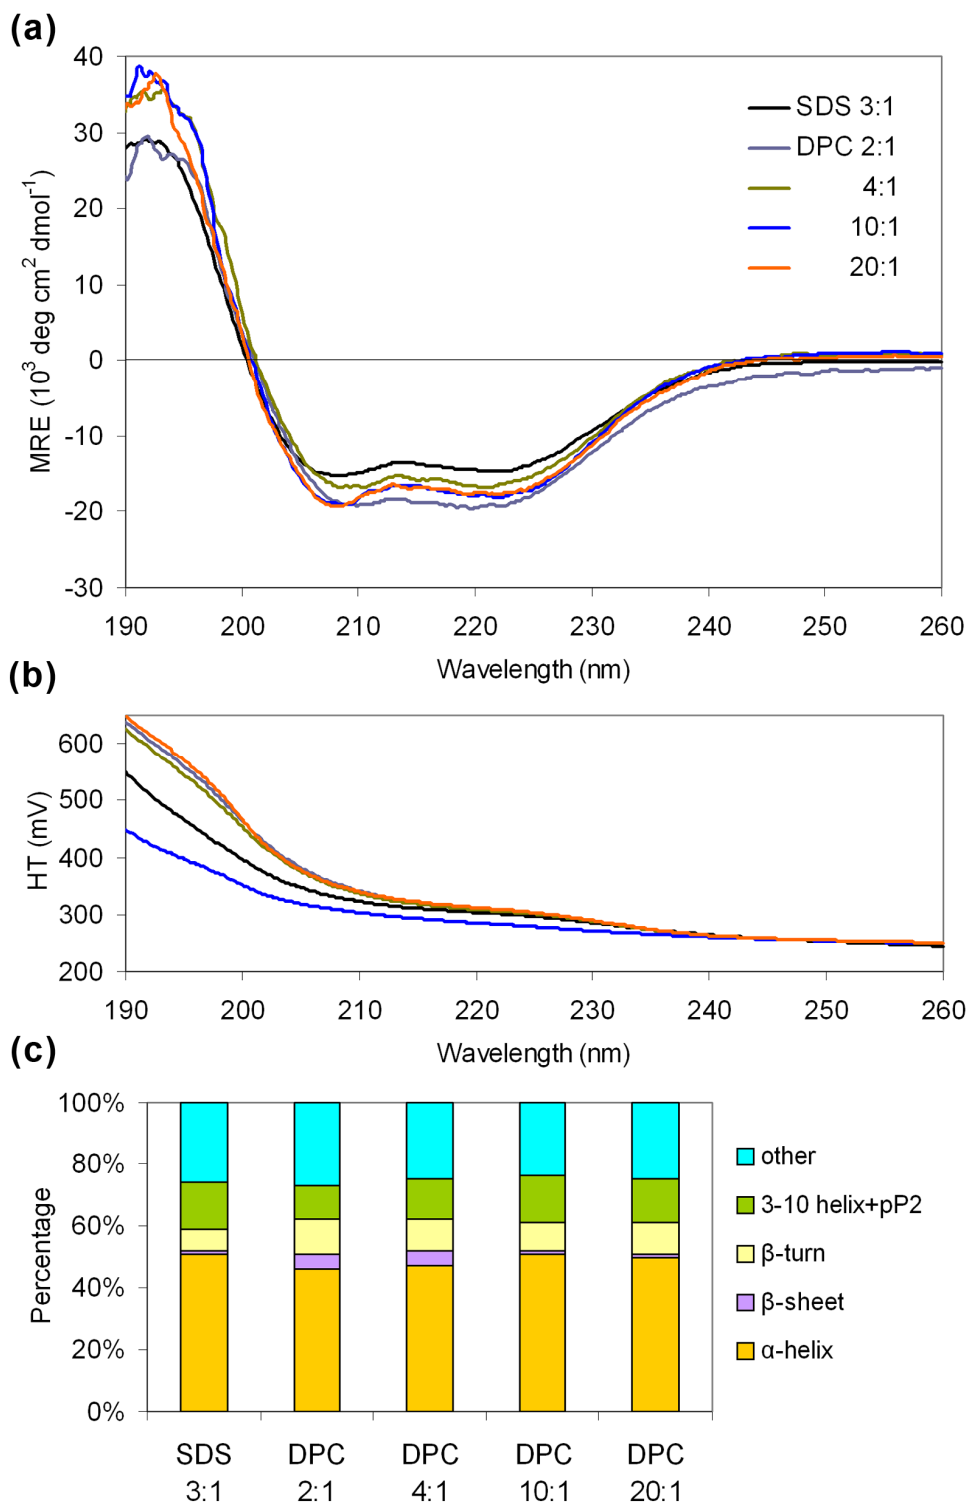 (a)
MRE (10³ deg cm² dmol⁻¹)
40
30
20
10
0
-10
-20
-30
SDS 3:1
DPC 2:1
4:1
10:1
20:1
190 200 210 220 230 240 250 260
Wavelength (nm)
(b)
HT (mV)
600
500
400
300
200
190 200 210 220 230 240 250 260
Wavelength (nm)
(c)
Percentage
100%
80%
60%
40%
20%
0%
other
3-10 helix+pP2
β-turn
β-sheet
α-helix
SDS DPC DPC DPC DPC
3:1 2:1 4:1 10:1 20:1